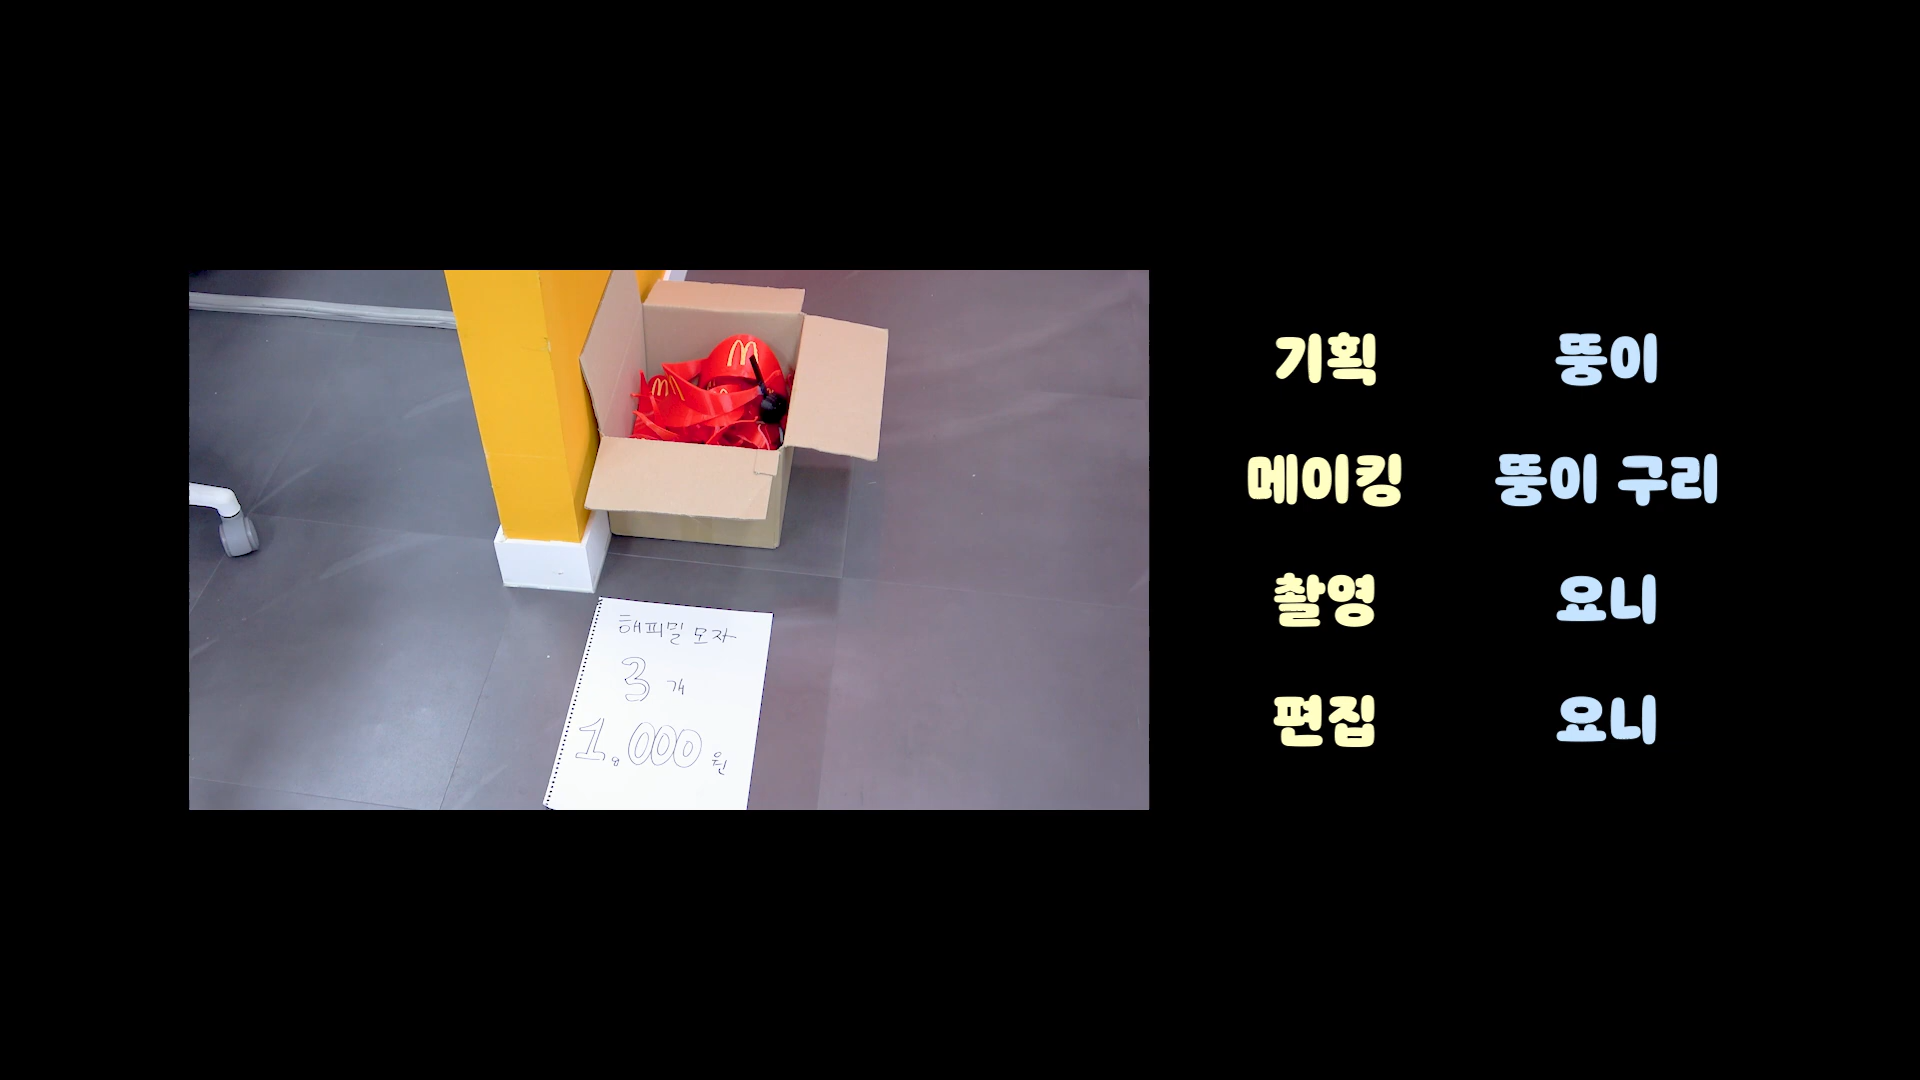 해피밀 모자
3 개
1,000 원
기획 뚱이
메이킹 뚱이 구리
촬영 요니
편집 요니